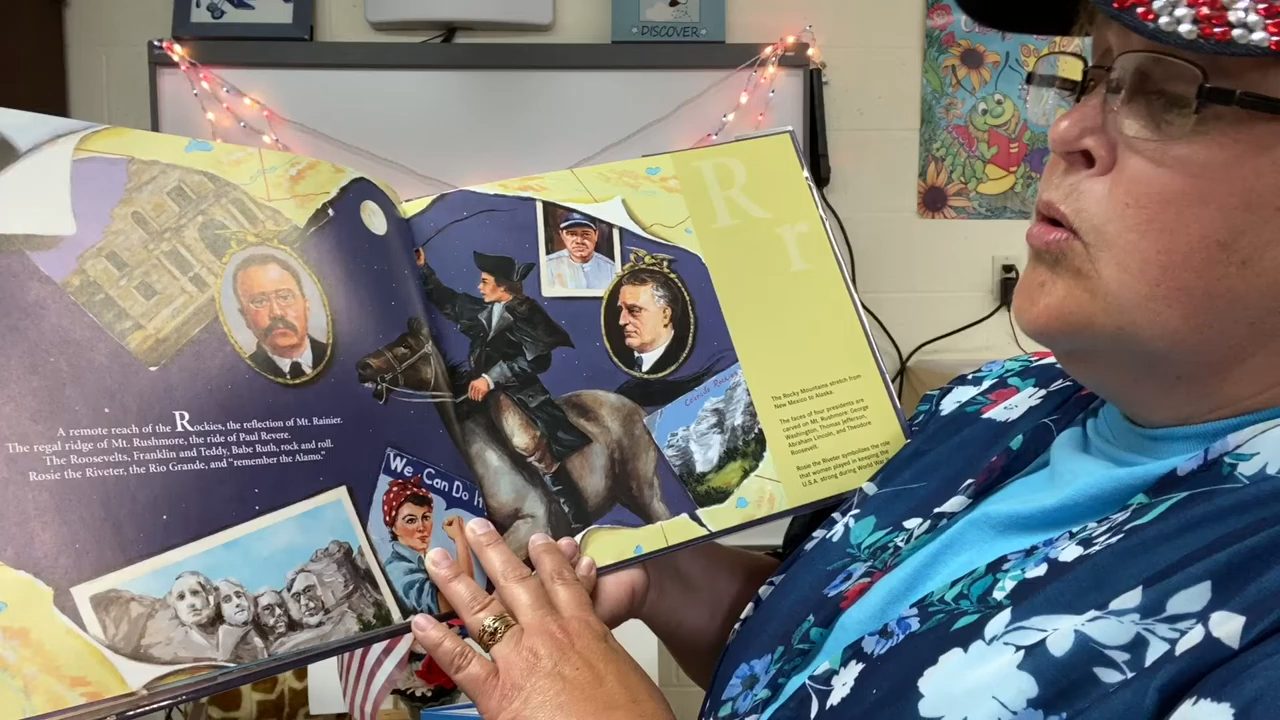 DISCOVER
R r
A remote reach of the Rockies, the reflection of Mt. Rainier.
The regal ridge of Mt. Rushmore, the ride of Paul Revere.
The Roosevelts, Franklin and Teddy, Babe Ruth, rock and roll.
Rosie the Riveter, the Rio Grande, and “remember the Alamo.”
We Can Do It
Colorado Rockies
The Rocky Mountains stretch from
New Mexico to Alaska.
The faces of four presidents are
carved on Mt. Rushmore: George
Washington, Thomas Jefferson,
Abraham Lincoln, and Theodore
Roosevelt.
Rosie the Riveter symbolizes the role
that women played in keeping the
U.S.A. strong during World War